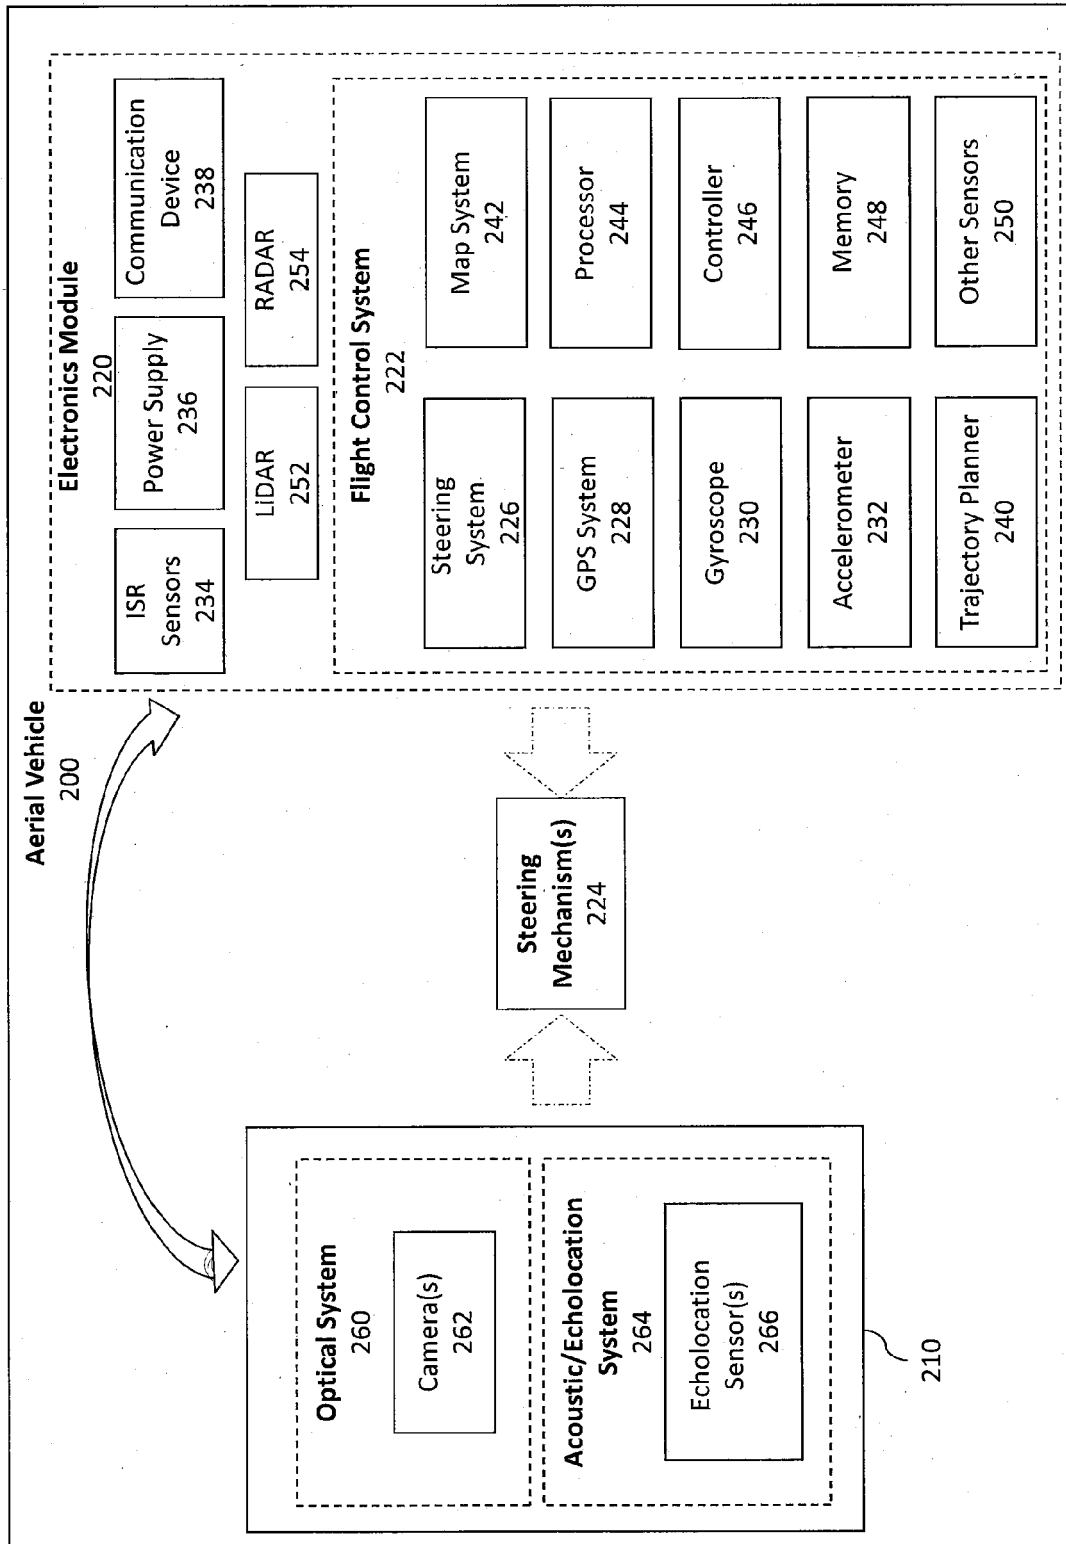 Aerial Vehicle
200
Optical System
260
Camera(s)
262
Acoustic/Echolocation
System
264
Echolocation
Sensor(s)
266
210
Steering
Mechanism(s)
224
Electronics Module
220
ISR
Sensors
234
Power Supply
236
Communication
Device
238
LiDAR
252
RADAR
254
Flight Control System
222
Steering
System
226
Map System
242
GPS System
228
Processor
244
Gyroscope
230
Controller
246
Accelerometer
232
Memory
248
Trajectory Planner
240
Other Sensors
250